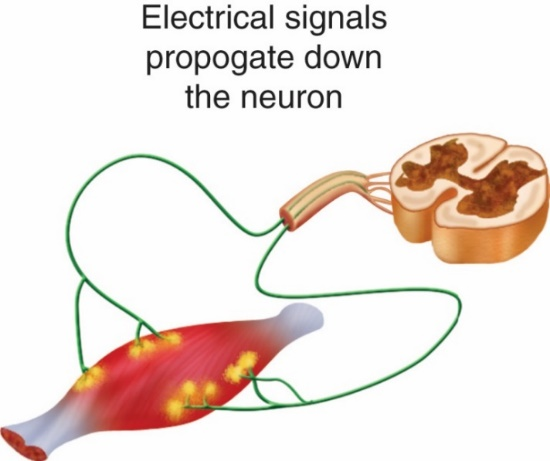 Electrical signals
propogate down
the neuron